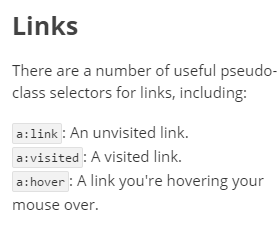 Links
There are a number of useful pseudo-
class selectors for links, including:
a:link: An unvisited link.
a:visited: A visited link.
a:hover: A link you're hovering your
mouse over.